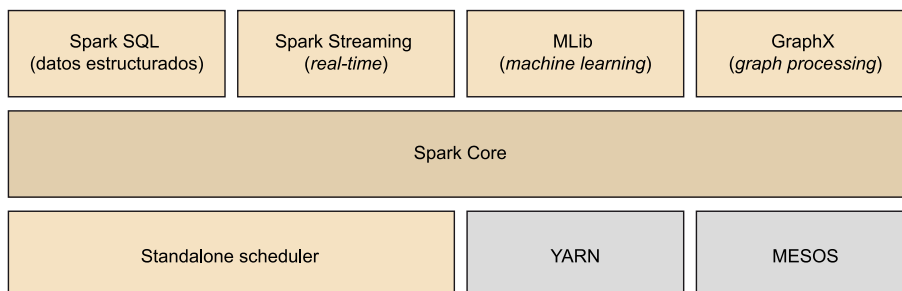 Spark SQL
(datos estructurados)
Spark Streaming
(real-time)
MLib
(machine learning)
GraphX
(graph processing)
Spark Core
Standalone scheduler
YARN
MESOS